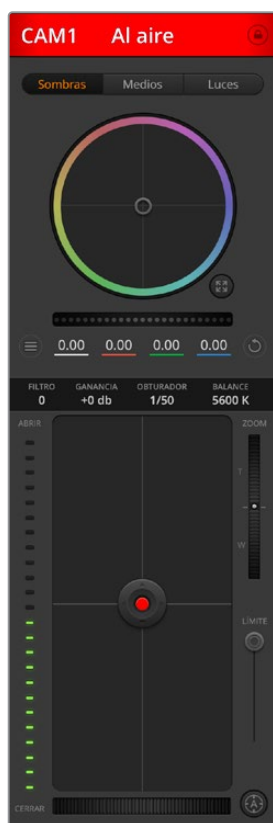 CAM1 Al aire
Sombras Medios Luces
0.00 0.00 0.00 0.00
FILTRO GANANCIA OBTURADOR BALANCE
0 +0 db 1/50 5600 K
ABRIR ZOOM
T
W
LÍMITE
CERRAR A